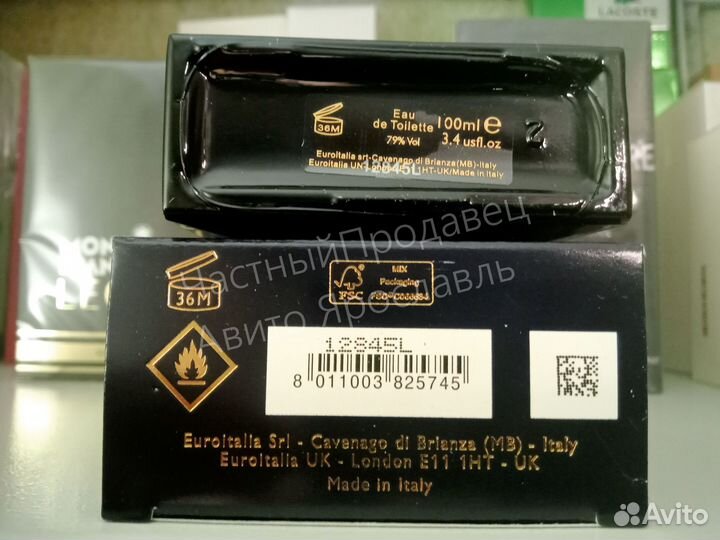 LACOSTE
36M
Eau
de Toilette
79% Vol
100ml e
3.4 usfl.oz
Euroitalia srl-Cavenago di Brianza(MB)-Italy
12845L
ЧастныйПродавец
Авито Ярославль
36M
FSC
MIX
Packaging
12845L
8 011003 825745
Euroitalia Srl - Cavenago di Brianza (MB) - Italy
Euroitalia UK - London E11 1HT - UK
Made in Italy
Avito